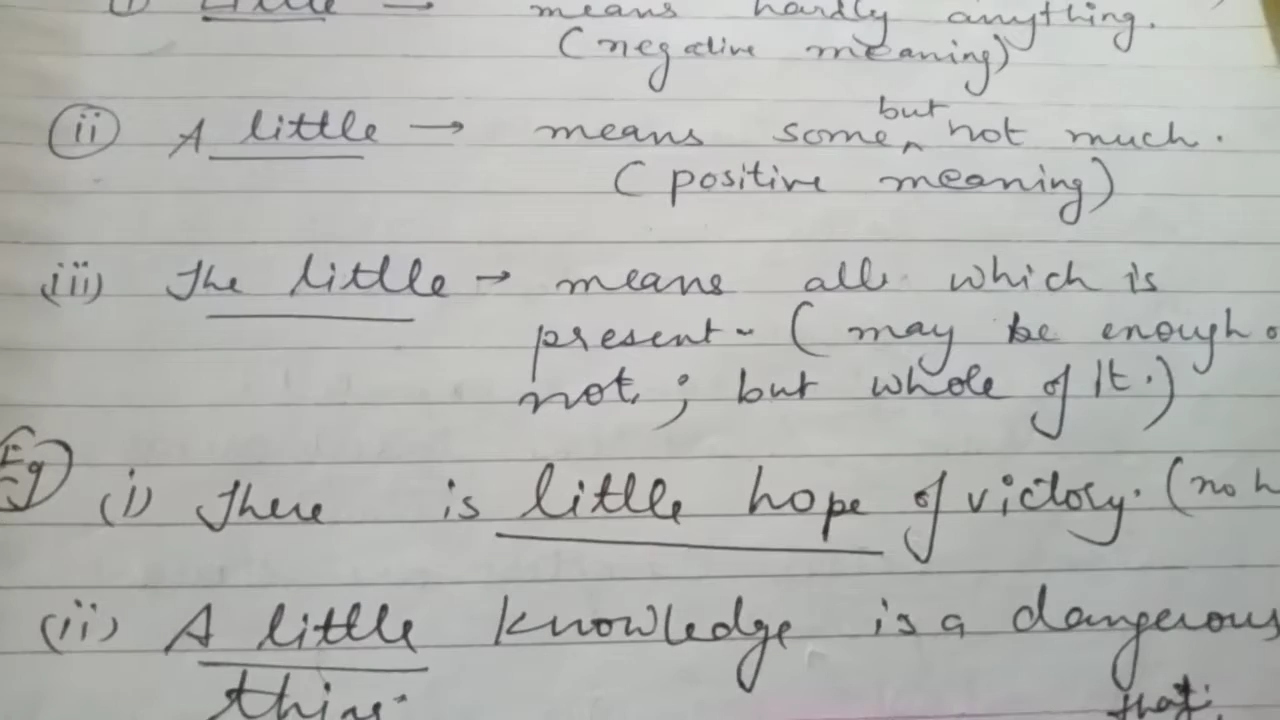 (i) Little → means hardly anything.
(negative meaning)
(ii) A little → means some but not much.
(positive meaning)
(iii) The little → means all which is
present - (may be enough
not ; but whole of It.)
Eg (i) There is little hope of victory. (no
(ii) A little knowledge is a dangerous
thing.
that